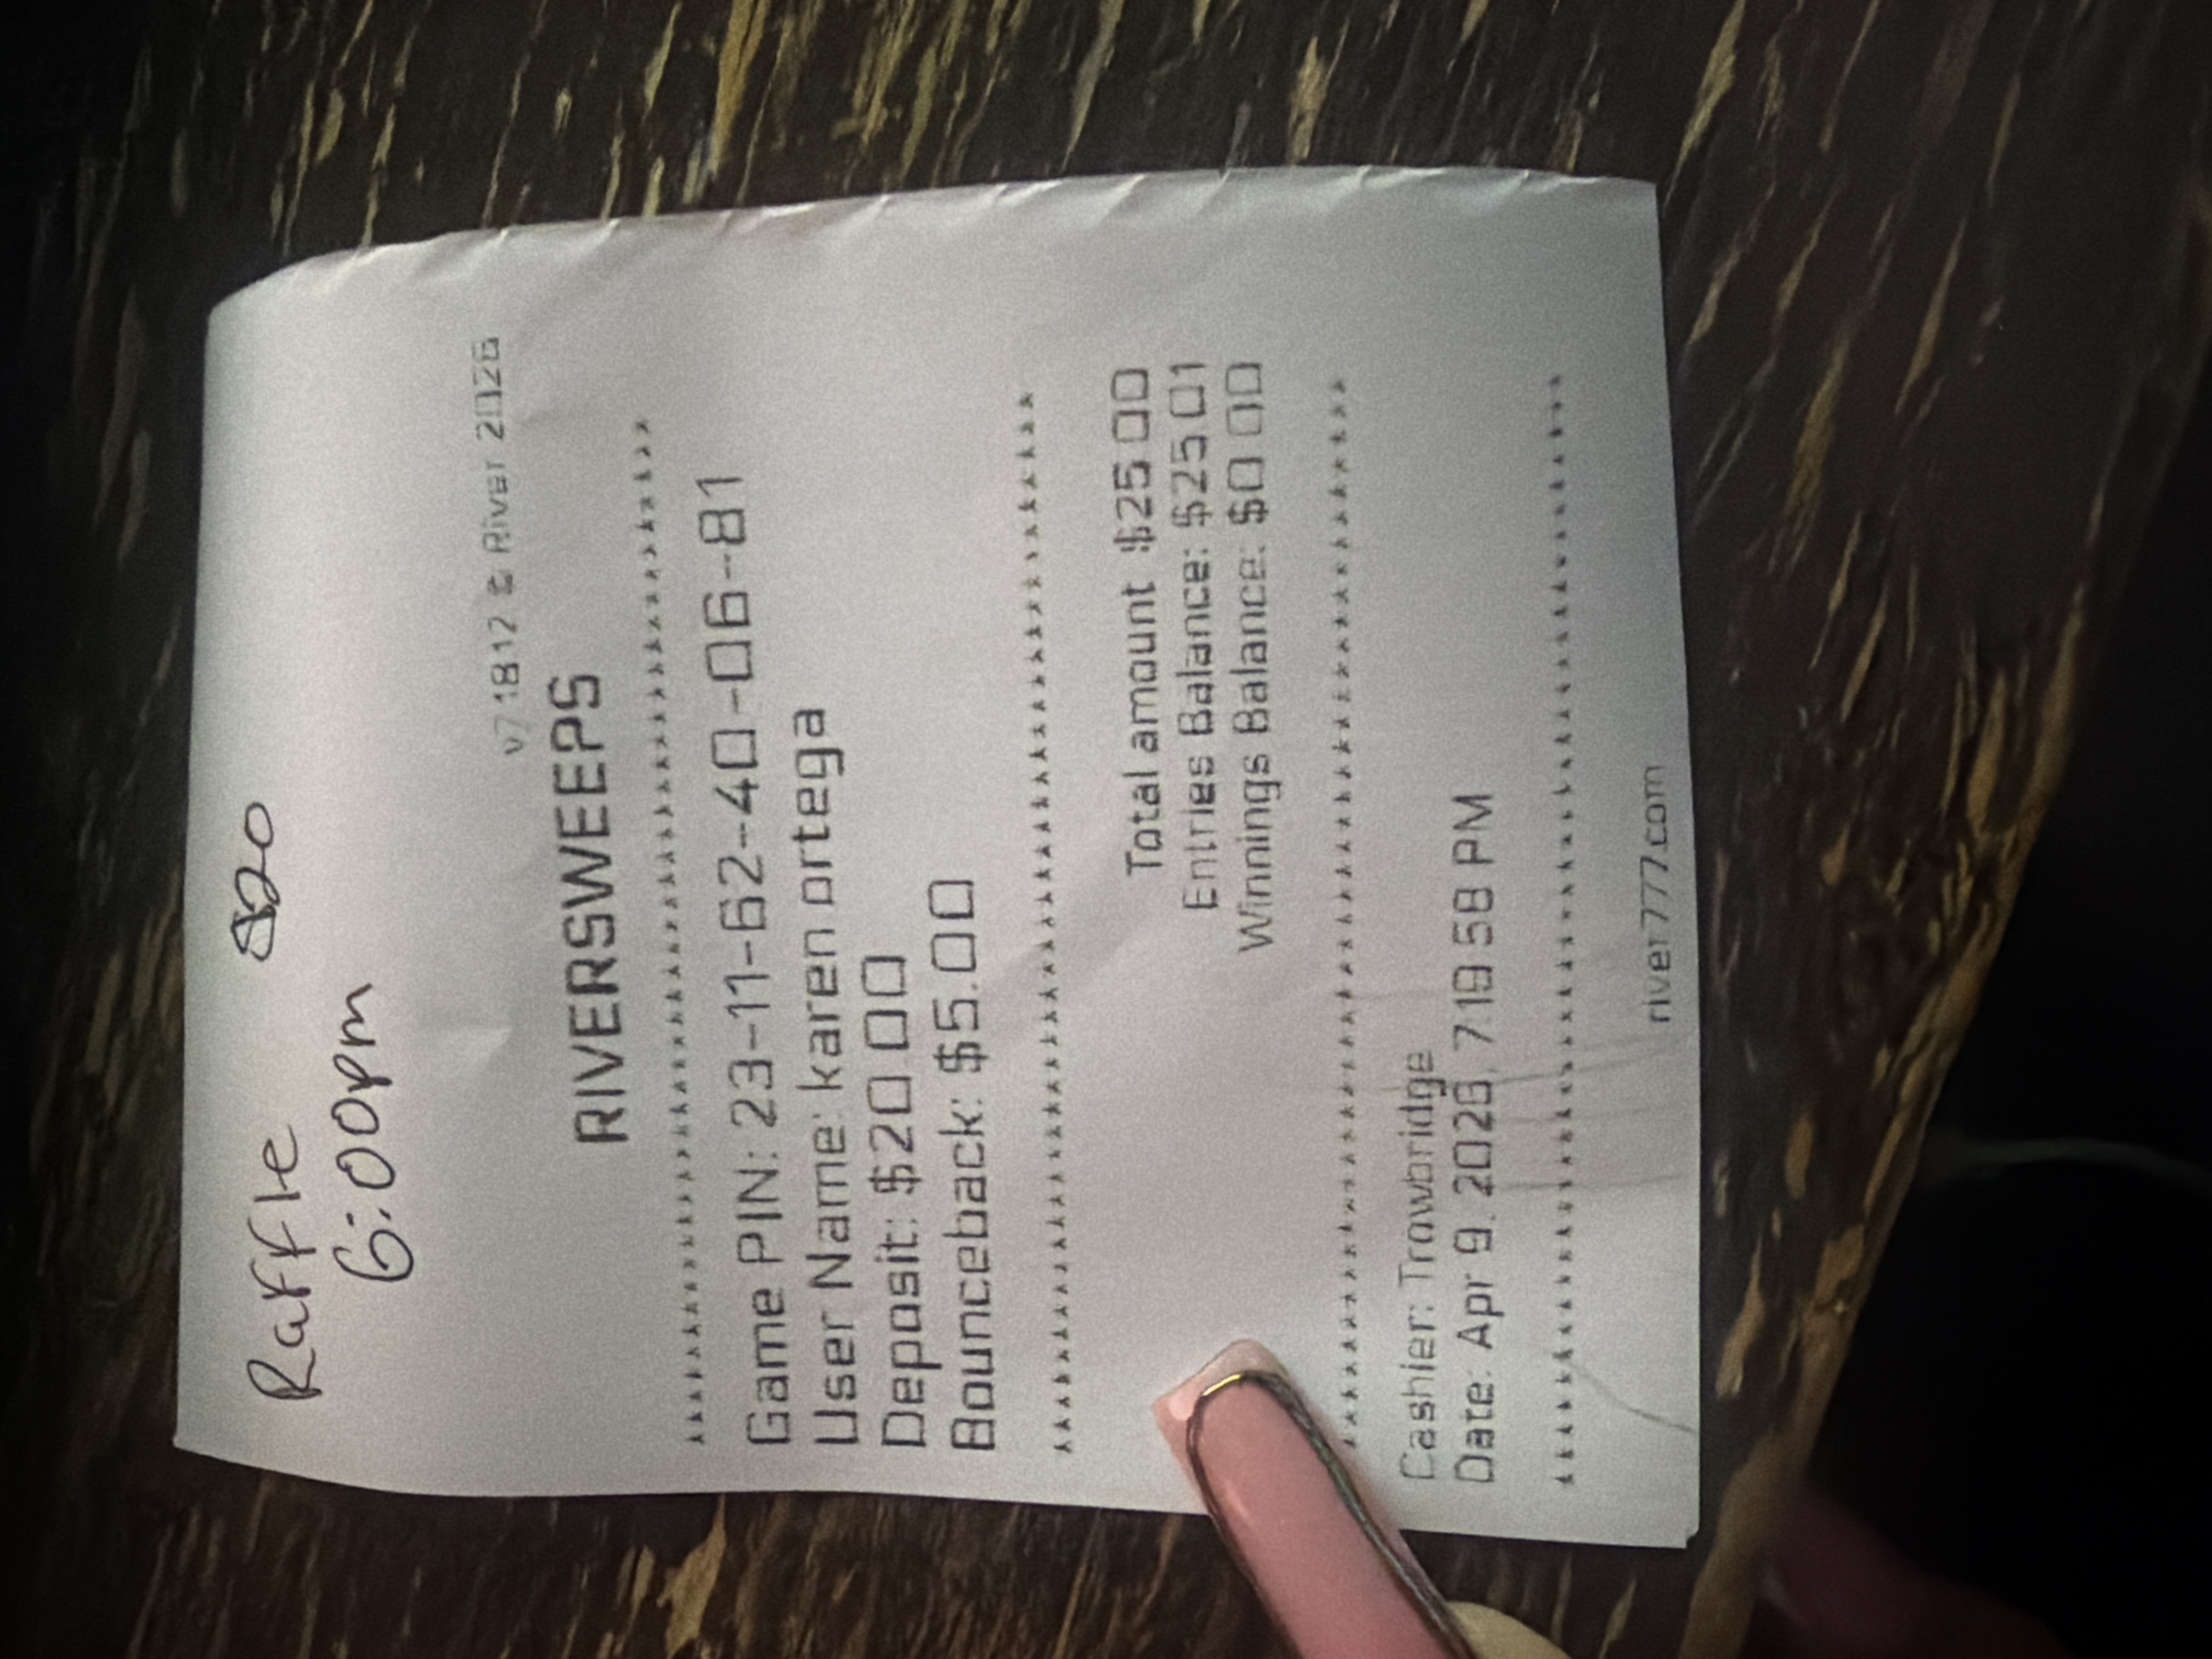 Raffle $20
6:00pm
v7.1812 © River 2026
RIVERSWEEPS
Game PIN: 23-11-62-40-06-81
User Name: karen ortega
Deposit: $20.00
Bounceback: $5.00
Total amount: $25.00
Entries Balance: $25.01
Winnings Balance: $0.00
Cashier: Trowbridge
Date: Apr 9, 2026, 7:19:58 PM
river777.com